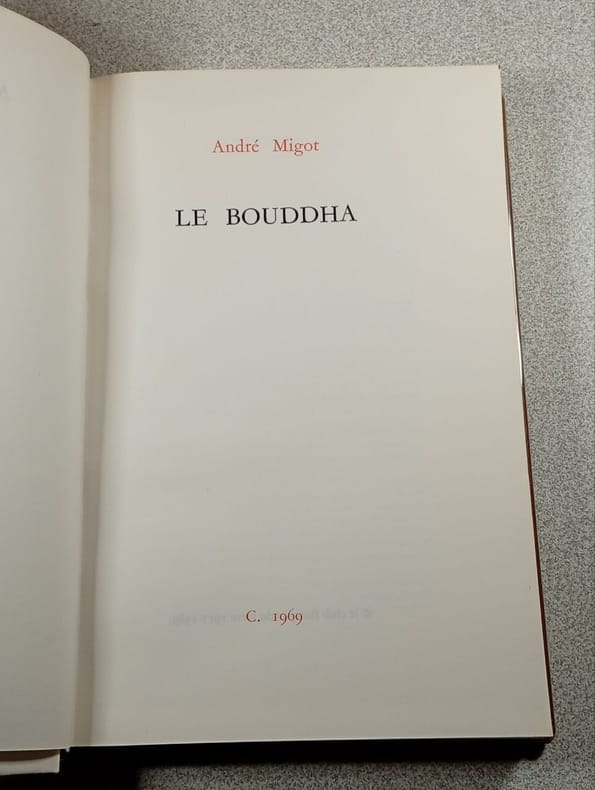 André Migot
LE BOUDDHA
C. 1969